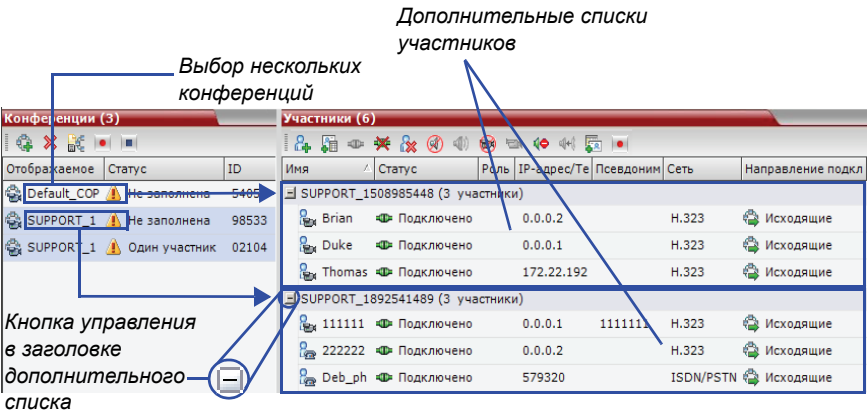 Дополнительные списки
участников
Выбор нескольких
конференций
Конференции (3)
Отображаемое Статус ID
Default_COP Не заполнена
SUPPORT_1 Не заполнена 98533
SUPPORT_1 Один участник 02104
Участники (6)
Имя Статус Роль IP-адрес/Те Псевдоним Сеть Направление подкл
SUPPORT_1508985448 (3 участники)
Brian Подключено 0.0.0.2 H.323 Исходящие
Duke Подключено 0.0.0.1 H.323 Исходящие
Thomas Подключено 172.22.192 H.323 Исходящие
SUPPORT_1892541489 (3 участники)
111111 Подключено 0.0.0.1 1111111 H.323 Исходящие
222222 Подключено 0.0.0.2 H.323 Исходящие
Deb_ph Подключено 579320 ISDN/PSTN Исходящие
Кнопка управления
в заголовке
дополнительного
списка